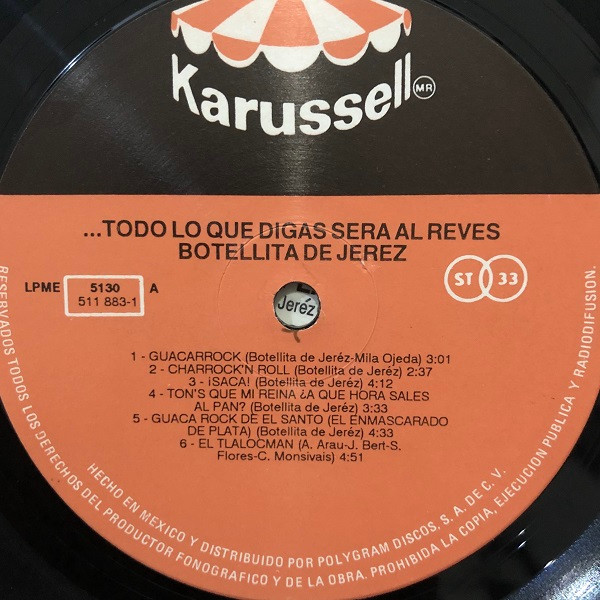 Karussell MR
...TODO LO QUE DIGAS SERA AL REVES
BOTELLITA DE JEREZ
LPME 5130 A
511 883-1
ST 33
Jeréz
1 - GUACARROCK (Botellita de Jeréz-Mila Ojeda) 3:01
2 - CHARROCK'N ROLL (Botellita de Jeréz) 2:37
3 - ¡SACA! (Botellita de Jeréz) 4:12
4 - TON'S QUE MI REINA ¿A QUE HORA SALES
AL PAN? (Botellita de Jeréz) 3:33
5 - GUACA ROCK DE EL SANTO (EL ENMASCARADO
DE PLATA) (Botellita de Jeréz) 4:33
6 - EL TLALOCMAN (A. Arau-J. Bert-S.
Flores-C. Monsivais) 4:51
RESERVADOS TODOS LOS DERECHOS DEL PRODUCTOR FONOGRAFICO Y DE LA OBRA. PROHIBIDA LA COPIA, EJECUCION PUBLICA Y RADIODIFUSION.
HECHO EN MEXICO Y DISTRIBUIDO POR POLYGRAM DISCOS, S. A. DE C. V.